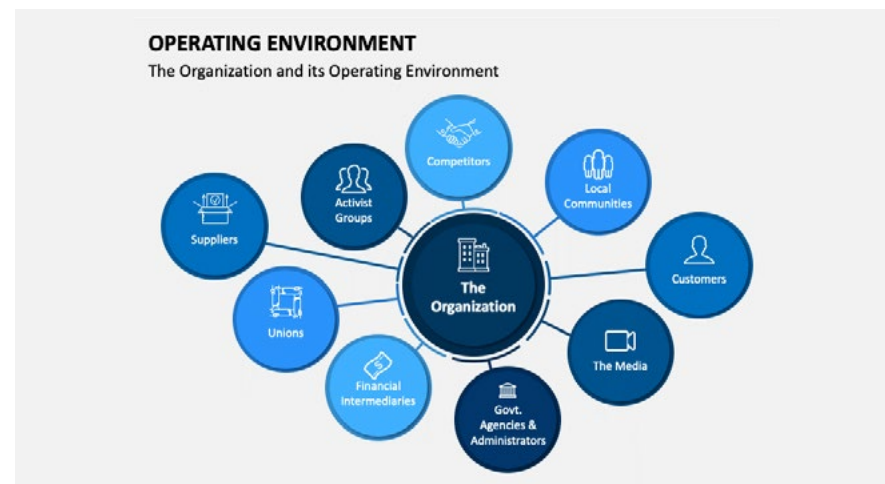 OPERATING ENVIRONMENT
The Organization and its Operating Environment
Competitors
Local
Communities
Activist
Groups
Suppliers
Customers
The
Organization
Unions
The Media
Financial
Intermediaries
Govt.
Agencies &
Administrators